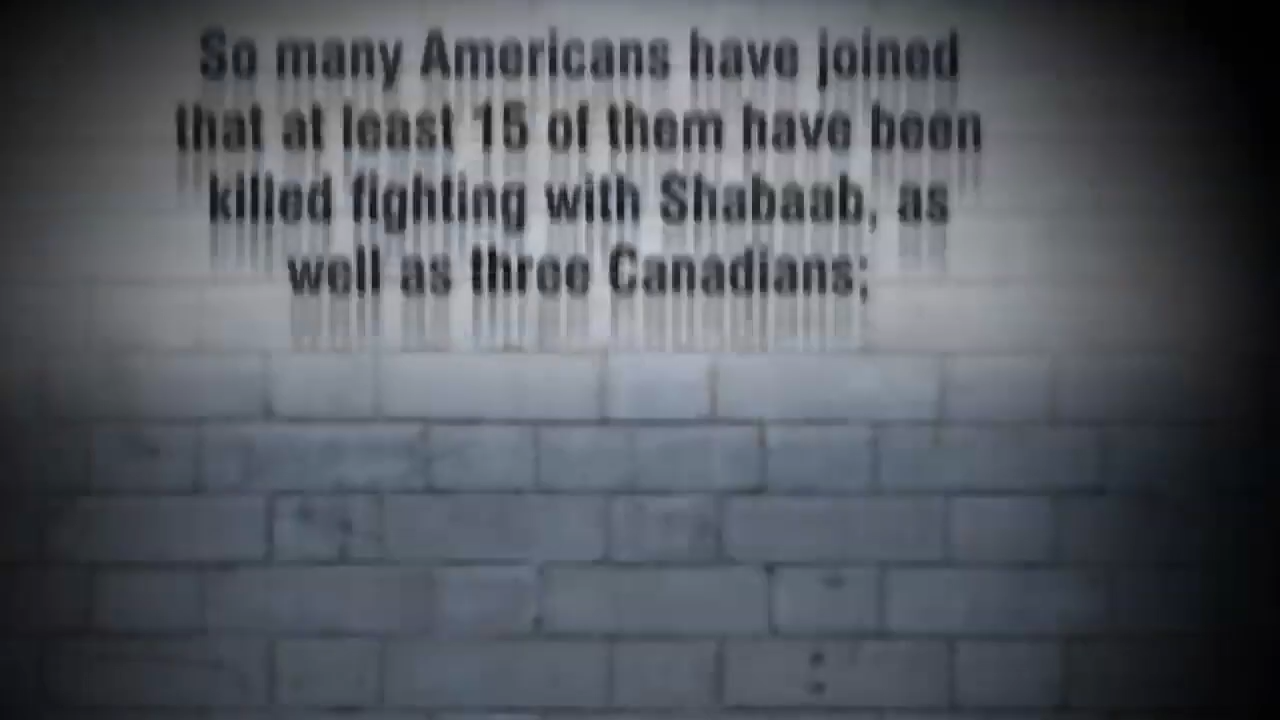 So many Americans have joined
that at least 15 of them have been
killed fighting with Shabaab, as
well as three Canadians;